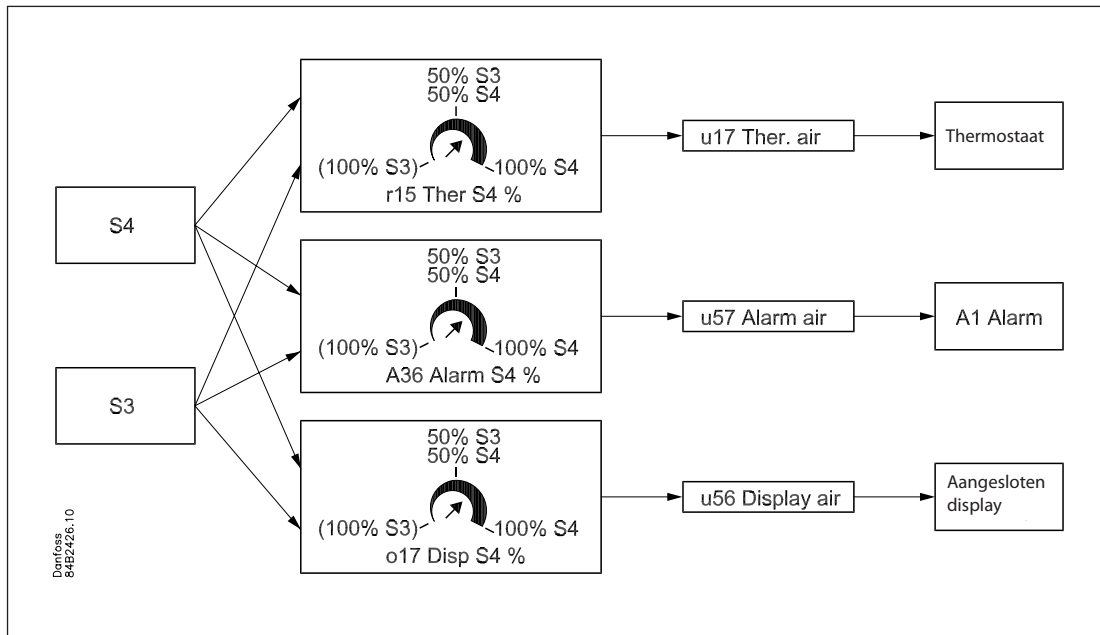 S4
S3
50% S3
50% S4
(100% S3)
100% S4
r15 Ther S4 %
u17 Ther. air
Thermostaat
50% S3
50% S4
(100% S3)
100% S4
A36 Alarm S4 %
u57 Alarm air
A1 Alarm
50% S3
50% S4
(100% S3)
100% S4
o17 Disp S4 %
u56 Display air
Aangesloten
display
Danfoss
84B2426.10